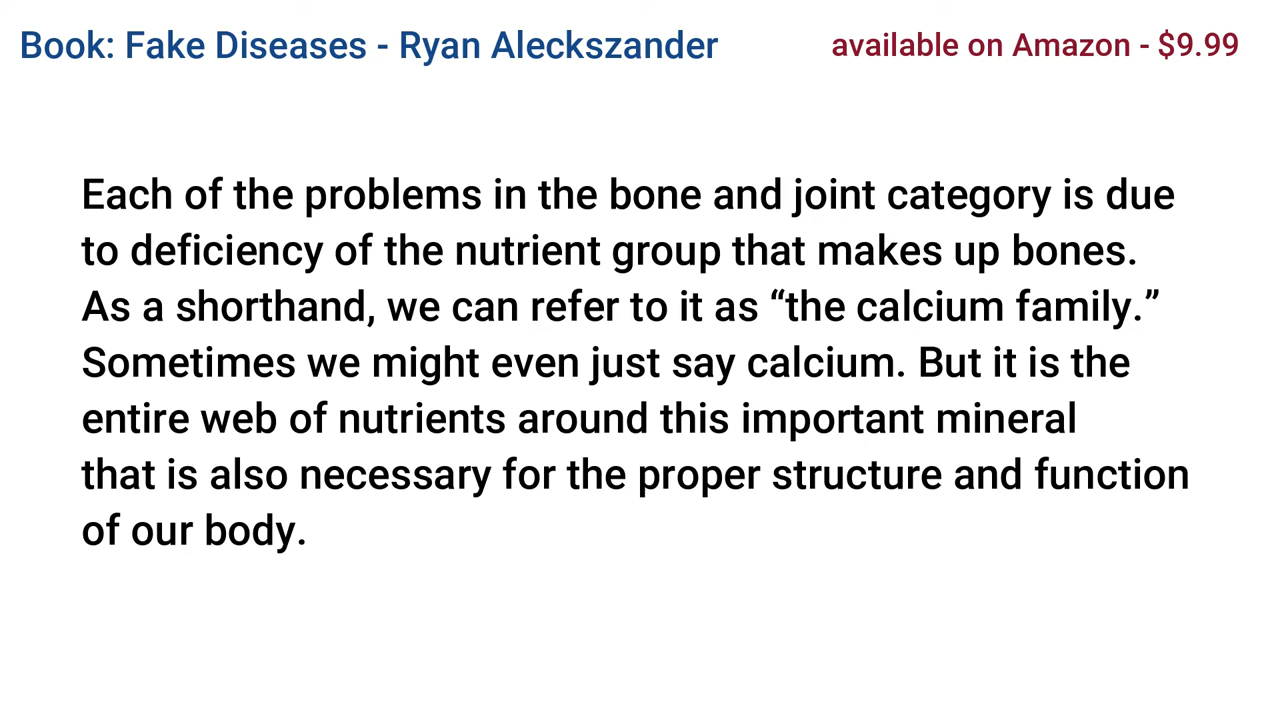 Book: Fake Diseases - Ryan Aleckszander
available on Amazon - $9.99
Each of the problems in the bone and joint category is due
to deficiency of the nutrient group that makes up bones.
As a shorthand, we can refer to it as “the calcium family.”
Sometimes we might even just say calcium. But it is the
entire web of nutrients around this important mineral
that is also necessary for the proper structure and function
of our body.